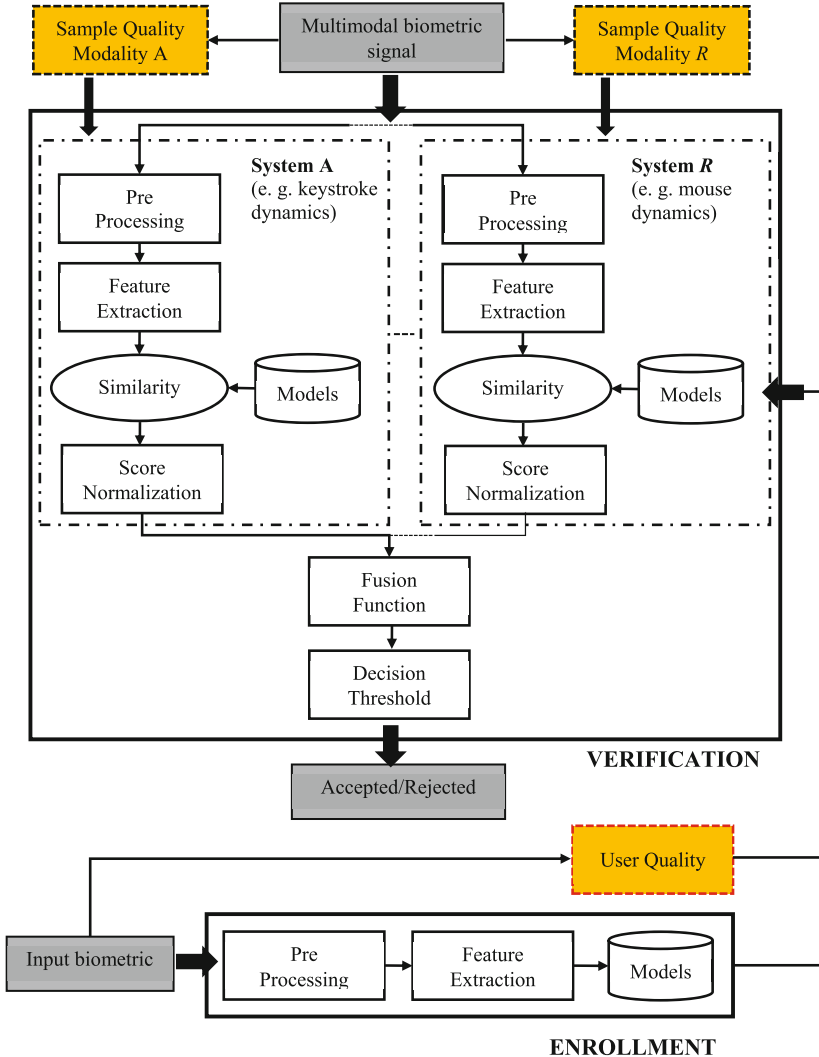 Sample Quality
Modality A
Multimodal biometric
signal
Sample Quality
Modality R
System A
(e. g. keystroke
dynamics)
Pre
Processing
Feature
Extraction
Similarity
Models
Score
Normalization
System R
(e. g. mouse
dynamics)
Pre
Processing
Feature
Extraction
Similarity
Models
Score
Normalization
Fusion
Function
Decision
Threshold
VERIFICATION
Accepted/Rejected
User Quality
Input biometric
Pre
Processing
Feature
Extraction
Models
ENROLLMENT